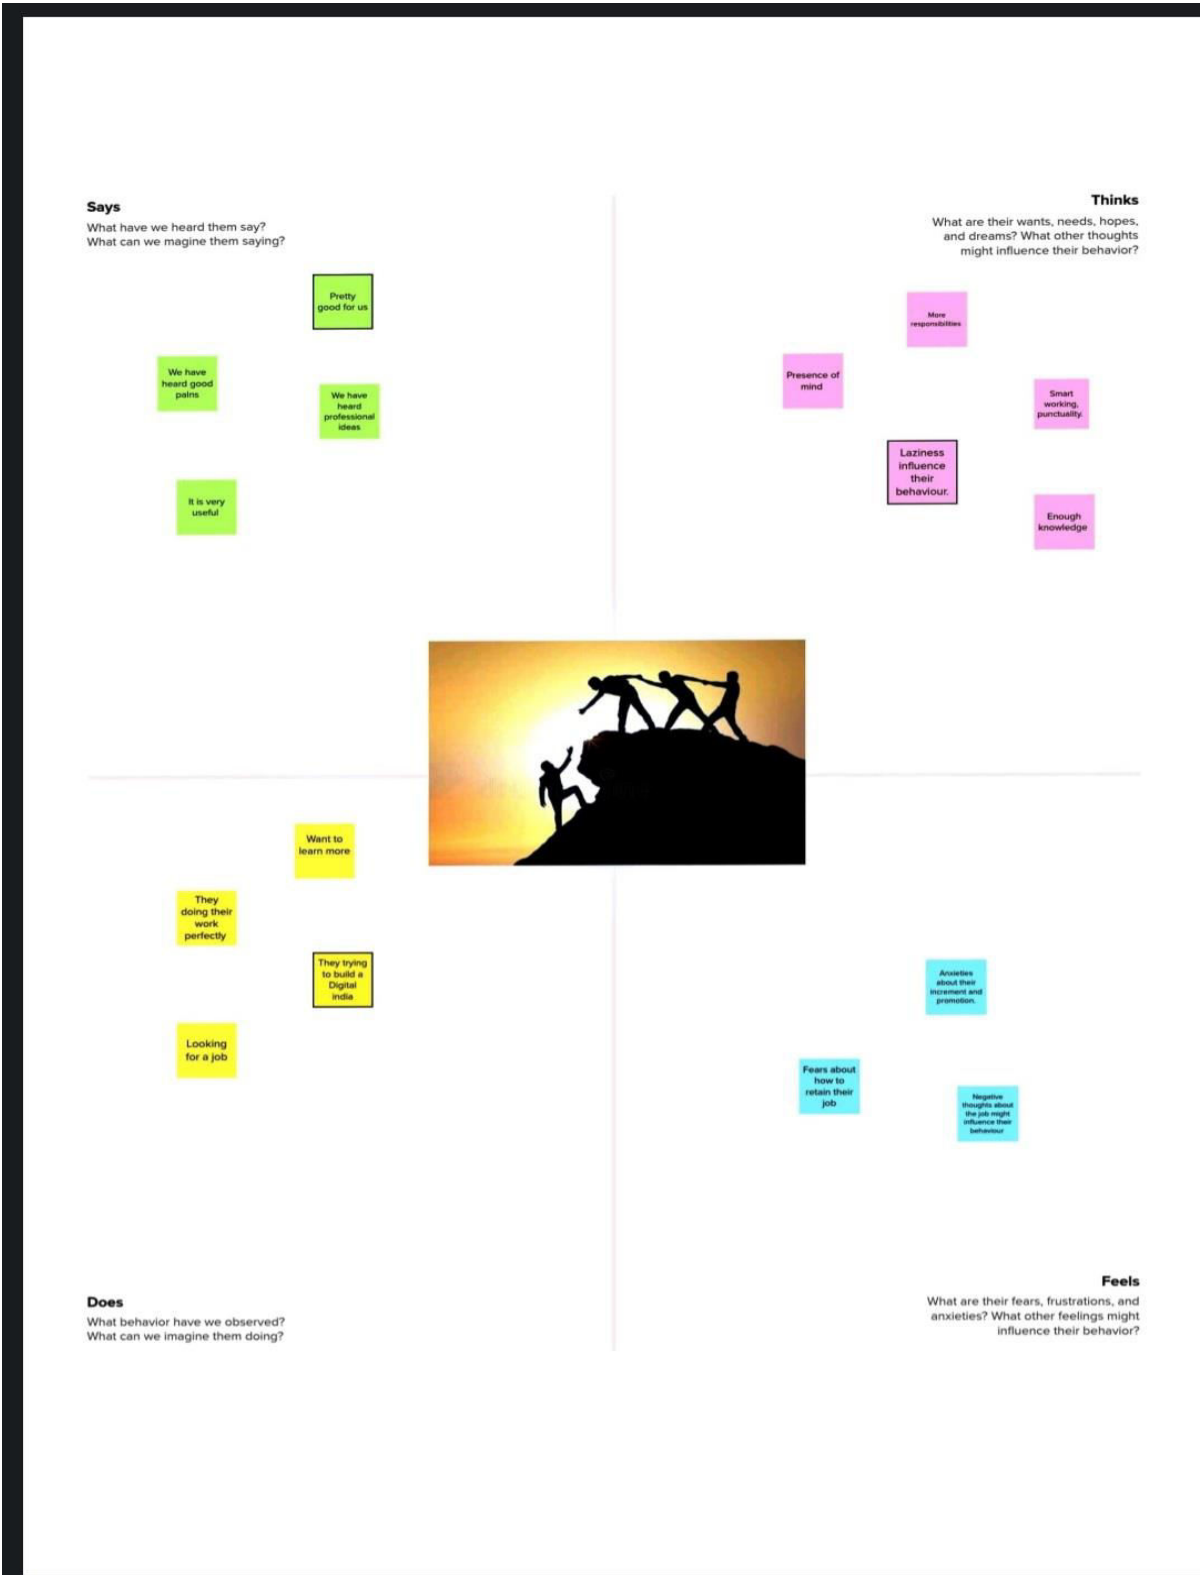 Says
What have we heard them say?
What can we magine them saying?
Pretty
good for us
We have
heard good
pains
We have
heard
professional
ideas
It is very
useful
Thinks
What are their wants, needs, hopes,
and dreams? What other thoughts
might influence their behavior?
More
responsibilities
Presence of
mind
Smart
working,
punctuality.
Laziness
influence
their
behaviour.
Enough
knowledge
Want to
learn more
They
doing their
work
perfectly
They trying
to build a
Digital
india
Looking
for a job
Does
What behavior have we observed?
What can we imagine them doing?
Anxieties
about their
increment and
promotion.
Fears about
how to
retain their
job
Negative
thoughts about
the job might
influence their
behaviour
Feels
What are their fears, frustrations, and
anxieties? What other feelings might
influence their behavior?